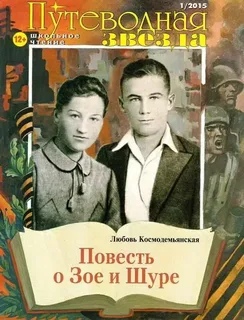 1/2015
Путеводная
звезда
12+
школьное
чтение
Любовь Космодемьянская
Повесть
о Зое и Шуре